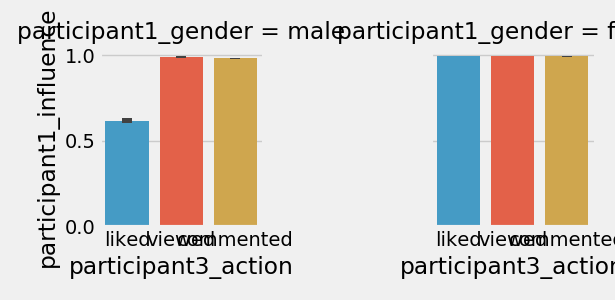 participant1_gender = male
participant1_gender = f
participant1_influence
1.0
0.5
0.0
liked viewed commented
liked viewed commented
participant3_action
participant3_action